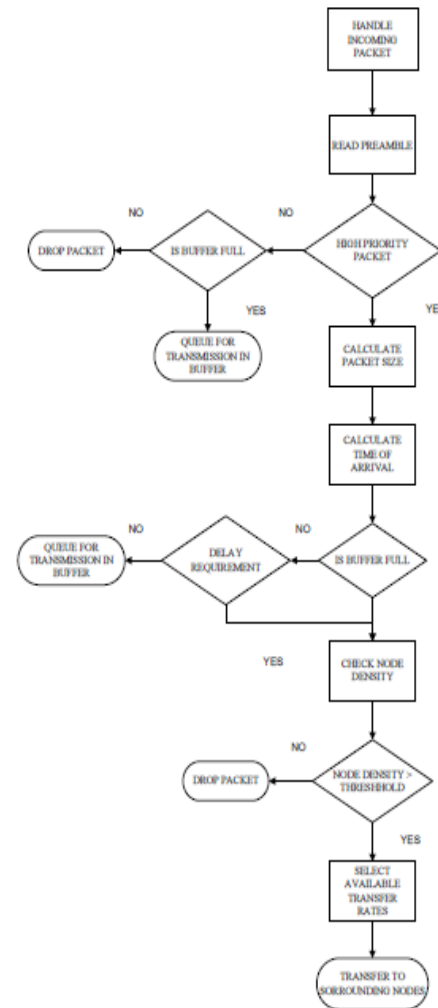 HANDLE
INCOMING
PACKET
READ PREAMBLE
NO
NO
DROP PACKET
IS BUFFER FULL
HIGH PRIORITY
PACKET
YES
YE
QUEUE FOR
TRANSMISSION IN
BUFFER
CALCULATE
PACKET SIZE
CALCULATE
TIME OF
ARRIVAL
NO
NO
QUEUE FOR
TRANSMISSION IN
BUFFER
DELAY
REQUIREMENT
IS BUFFER FULL
YES
CHECK NODE
DENSITY
NO
DROP PACKET
NODE DENSITY >
THRESHHOLD
YES
SELECT
AVAILABLE
TRANSFER
RATES
TRANSFER TO
SORROUNDING NODES